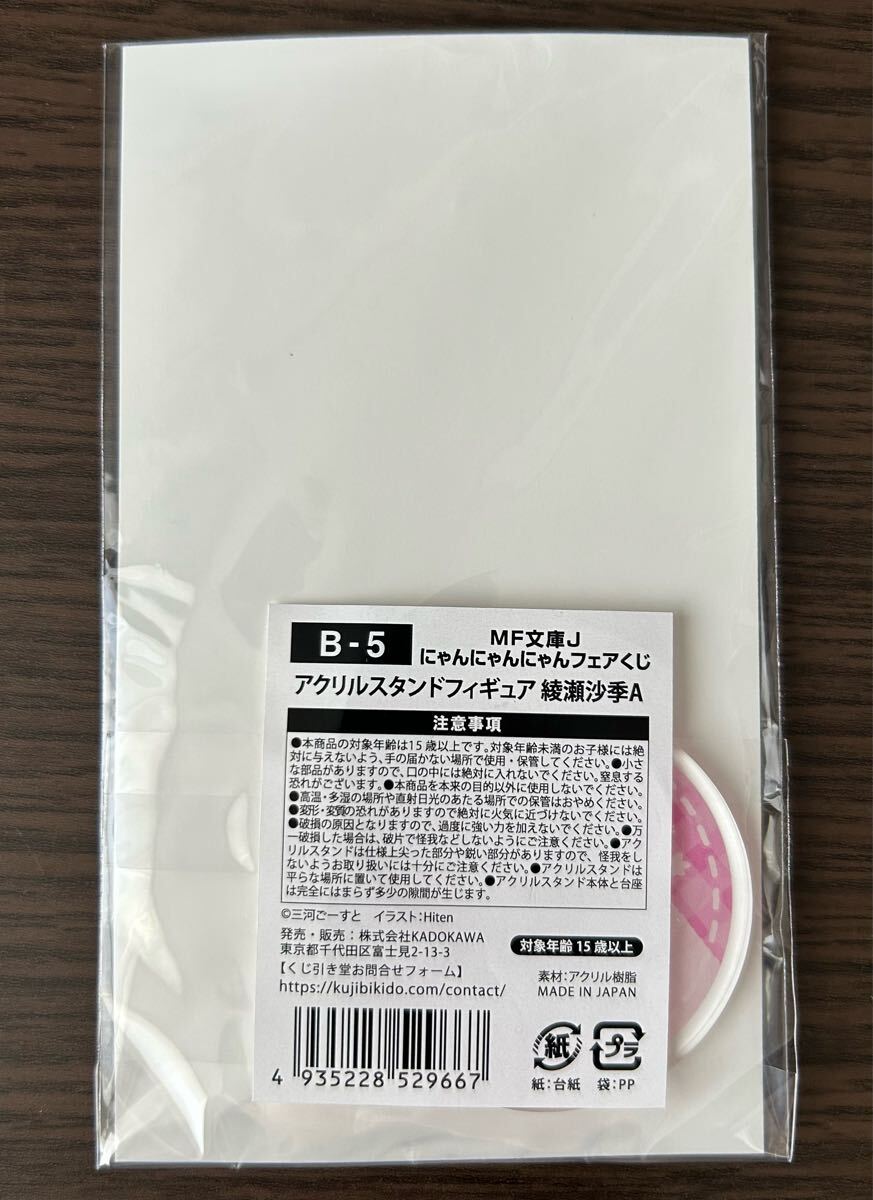 B-5
MF文庫J
にゃんにゃんにゃんフェアくじ
アクリルスタンドフィギュア 綾瀬沙季A
注意事項
●本商品の対象年齢は15歳以上です。対象年齢未満のお子様には絶
対に与えないよう、手の届かない場所で使用・保管してください。●小さ
な部品がありますので、口の中には絶対に入れないでください。窒息する
恐れがございます。●本商品を本来の目的以外に使用しないでください。
●高温・多湿の場所や直射日光のあたる場所での保管はおやめください。
●変形・変質の恐れがありますので絶対に火気に近づけないでください。
●破損の原因となりますので、過度に強い力を加えないでください。●万
一破損した場合は、破片で怪我などしないようにご注意ください。●アク
リルスタンドは仕様上尖った部分や鋭い部分がありますので、怪我をし
ないようお取り扱いには十分にご注意ください。●アクリルスタンドは
平らな場所に置いて使用してください。●アクリルスタンド本体と台座
は完全にはまらず多少の隙間が生じます。
©三河ごーすと イラスト:Hiten
発売・販売:株式会社KADOKAWA
東京都千代田区富士見2-13-3
【くじ引き堂お問合せフォーム】
https://kujibikido.com/contact/
対象年齢15歳以上
素材:アクリル樹脂
MADE IN JAPAN
4 935228 529667
紙
プラ
紙:台紙 袋:PP